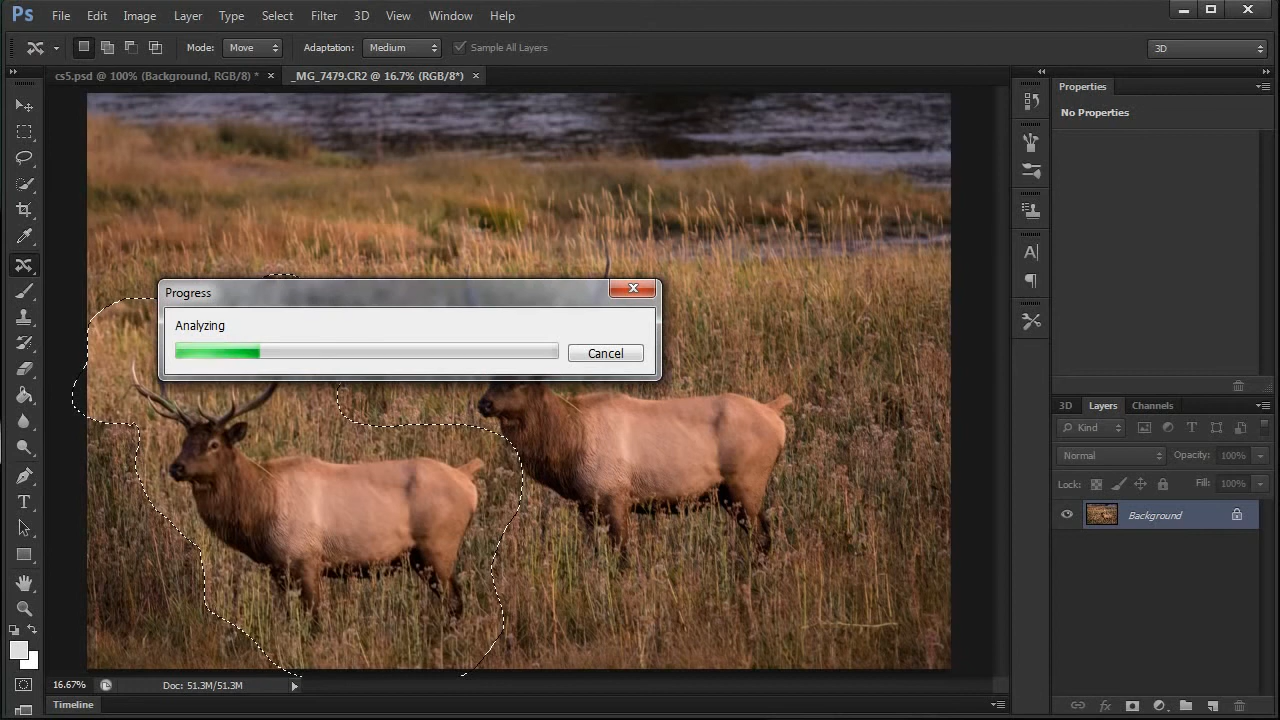 Ps File Edit Image Layer Type Select Filter 3D View Window Help
Mode: Move Adaptation: Medium Sample All Layers 3D
cs5.psd @ 100% (Background, RGB/8) * × _MG_7479.CR2 @ 16.7% (RGB/8*) ×
Properties
No Properties
Progress
Analyzing
Cancel
3D Layers Channels
Kind
Normal Opacity: 100%
Lock: Fill: 100%
Background
16.67% Doc: 51.3M/51.3M
Timeline